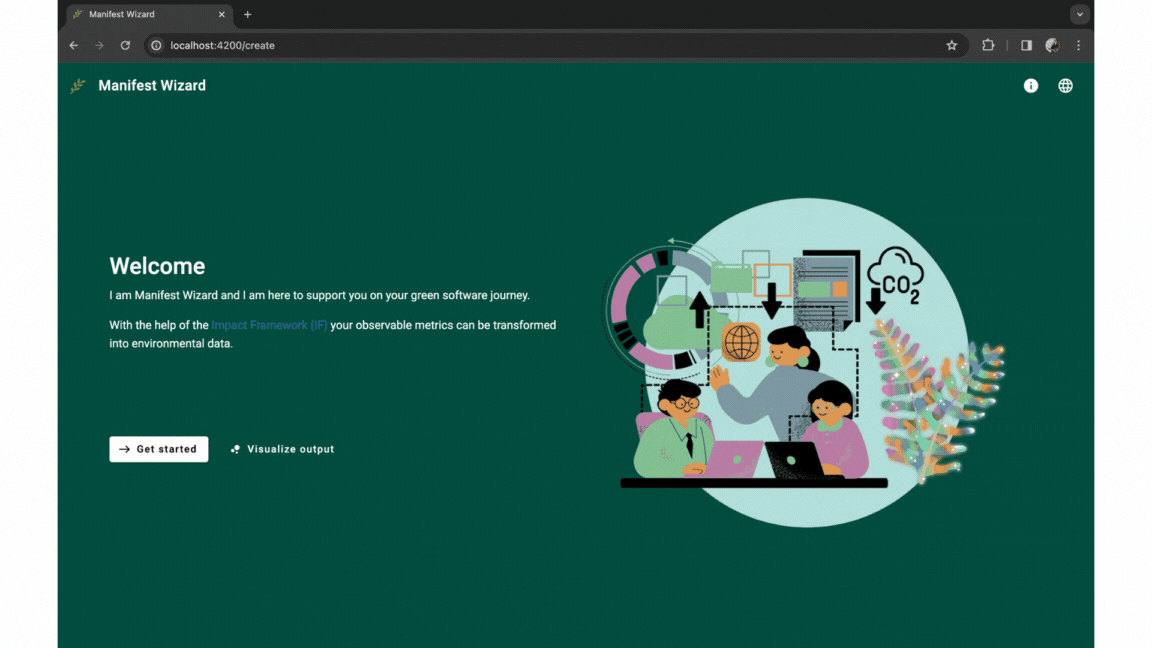 Manifest Wizard
localhost:4200/create
Manifest Wizard
Welcome
I am Manifest Wizard and I am here to support you on your green software journey.
With the help of the Impact Framework (IF) your observable metrics can be transformed
into environmental data.
Get started
Visualize output
CO2